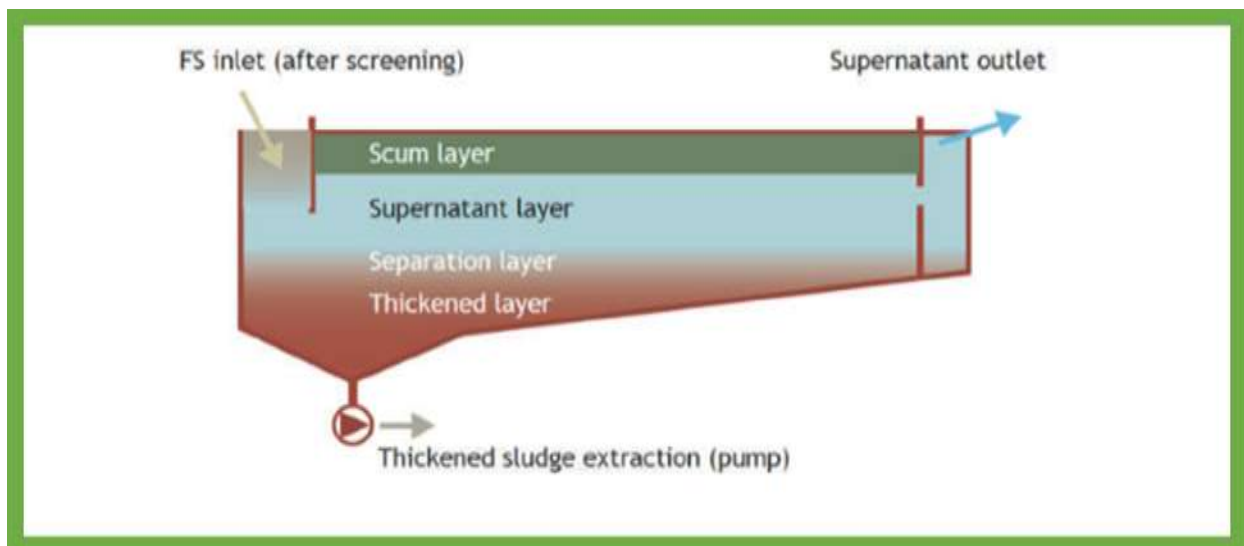 FS inlet (after screening)
Supernatant outlet
Scum layer
Supernatant layer
Separation layer
Thickened layer
Thickened sludge extraction (pump)